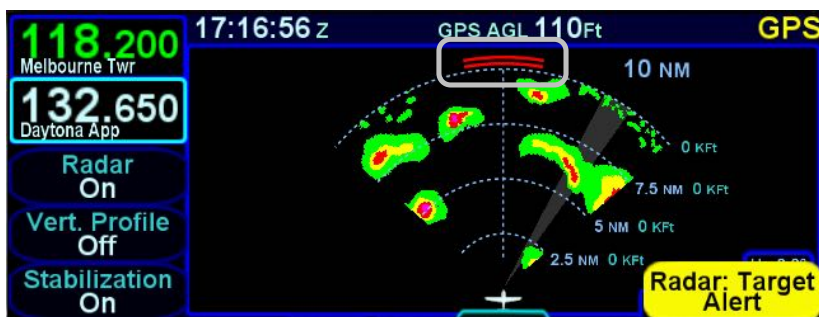 118.200
Melbourne Twr
132.650
Daytona App
Radar
On
Vert. Profile
Off
Stabilization
On
17:16:56 Z
GPS AGL 110Ft
GPS
10 NM
0 KFt
7.5 NM 0 KFt
5 NM 0 KFt
2.5 NM 0 KFt
Radar: Target
Alert